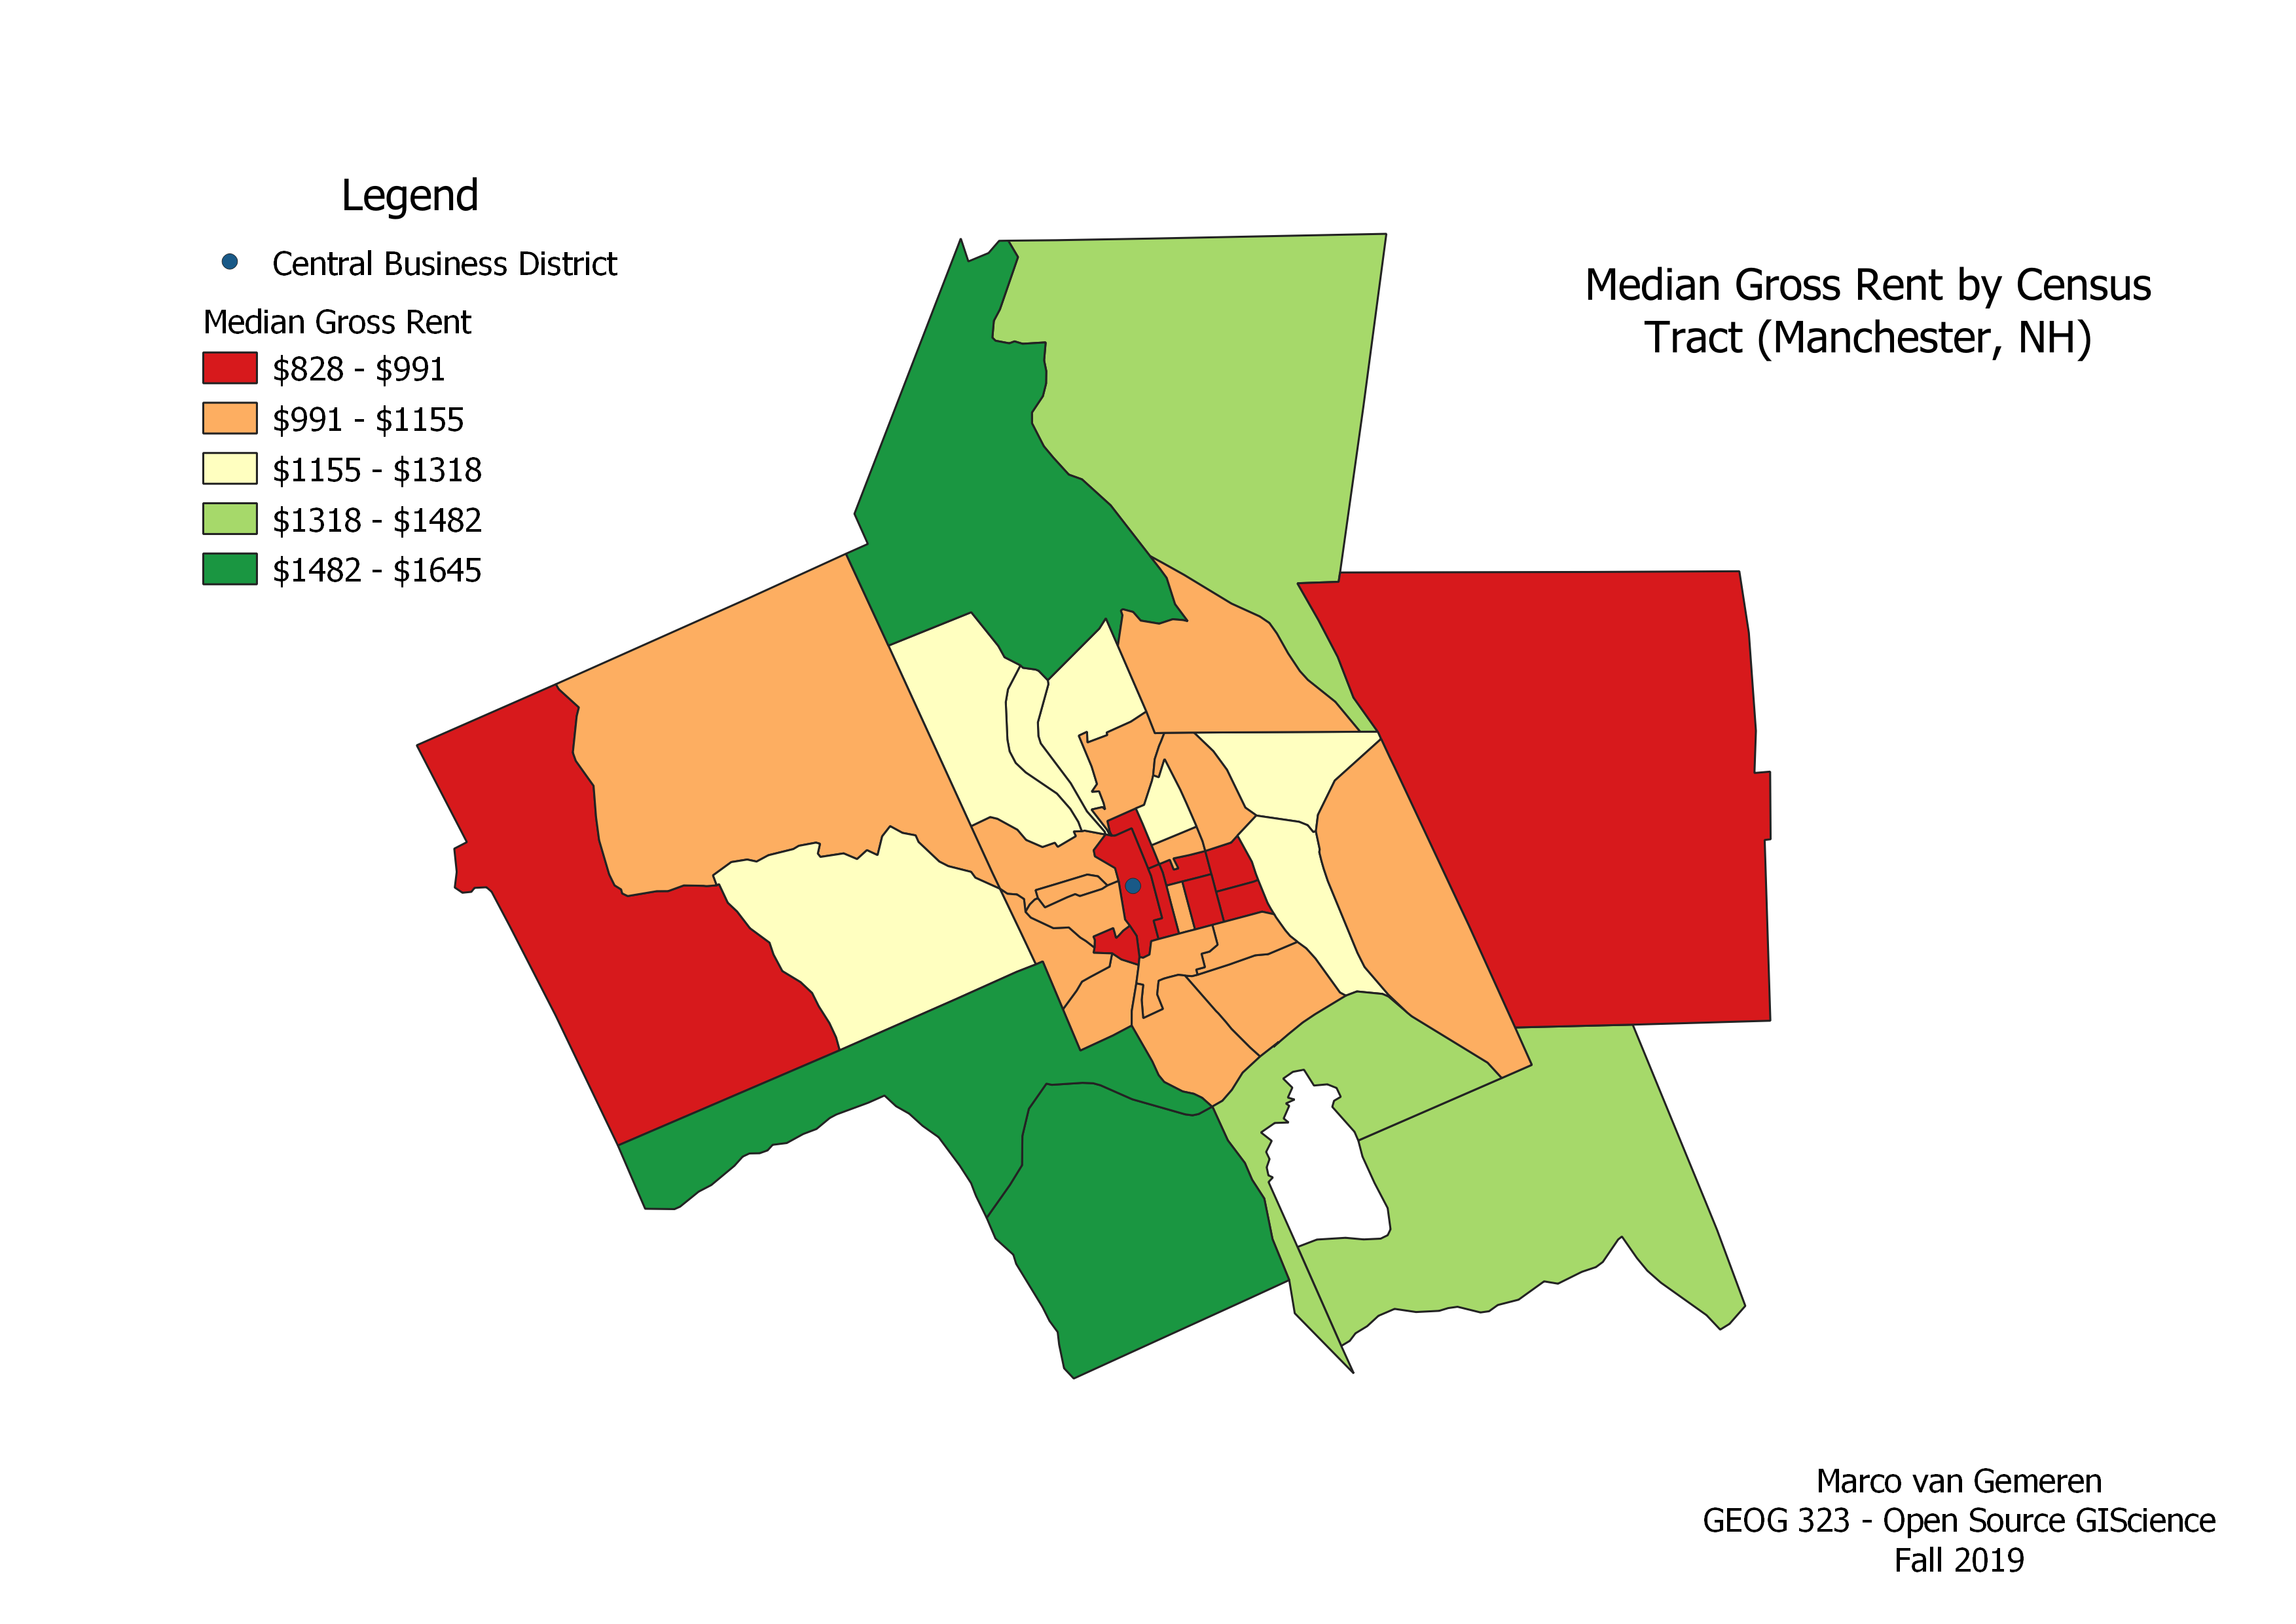 Legend
Central Business District
Median Gross Rent
$828 - $991
$991 - $1155
$1155 - $1318
$1318 - $1482
$1482 - $1645
Median Gross Rent by Census
Tract (Manchester, NH)
Marco van Gemeren
GEOG 323 - Open Source GIScience
Fall 2019